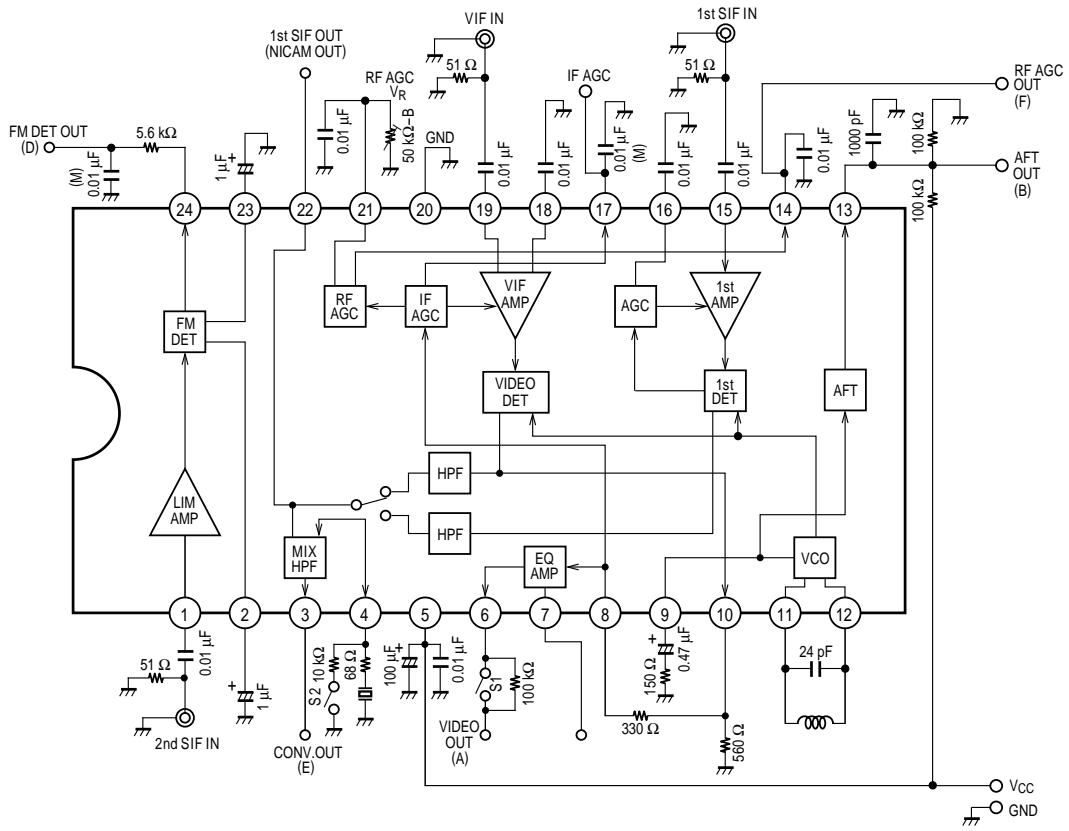 VIF IN
1st SIF IN
1st SIF OUT
(NICAM OUT)
51 Ω
51 Ω
RF AGC
VR
IF AGC
RF AGC
OUT
(F)
FM DET OUT
(D)
5.6 kΩ
(M)
0.01 µF
1 µF
+
0.01 µF
50 kΩ–B
GND
0.01 µF
0.01 µF
0.01 µF
(M)
0.01 µF
0.01 µF
0.01 µF
1000 pF
100 kΩ
100 kΩ
AFT
OUT
(B)
24
23
22
21
20
19
18
17
16
15
14
13
RF
AGC
IF
AGC
VIF
AMP
AGC
1st
AMP
FM
DET
VIDEO
DET
1st
DET
AFT
LIM
AMP
HPF
HPF
MIX
HPF
EQ
AMP
VCO
1
2
3
4
5
6
7
8
9
10
11
12
51 Ω
0.01 µF
+
1 µF
S2
10 kΩ
68 Ω
100 µF
+
0.01 µF
S1
100 kΩ
+
0.47 µF
150 Ω
24 pF
2nd SIF IN
CONV.OUT
(E)
VIDEO
OUT
(A)
330 Ω
560 Ω
VCC
GND